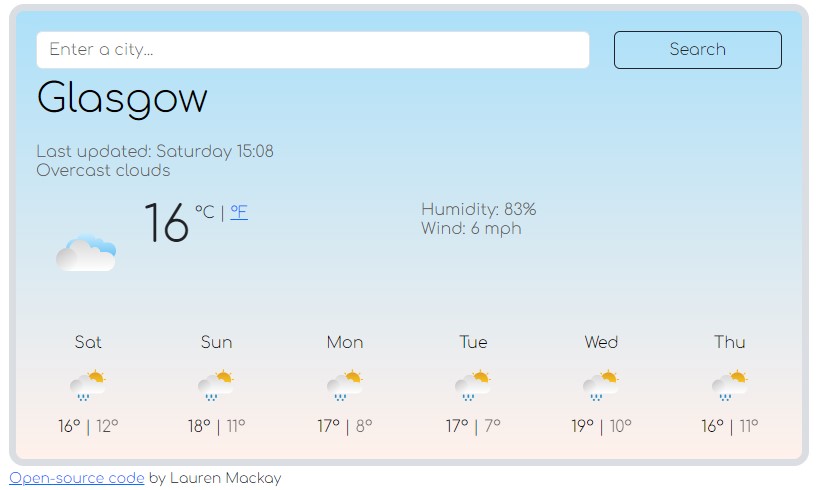 Enter a city...
Search
Glasgow
Last updated: Saturday 15:08
Overcast clouds
16 °C | °F
Humidity: 83%
Wind: 6 mph
Sat Sun Mon Tue Wed Thu
16° | 12° 18° | 11° 17° | 8° 17° | 7° 19° | 10° 16° | 11°
Open-source code by Lauren Mackay